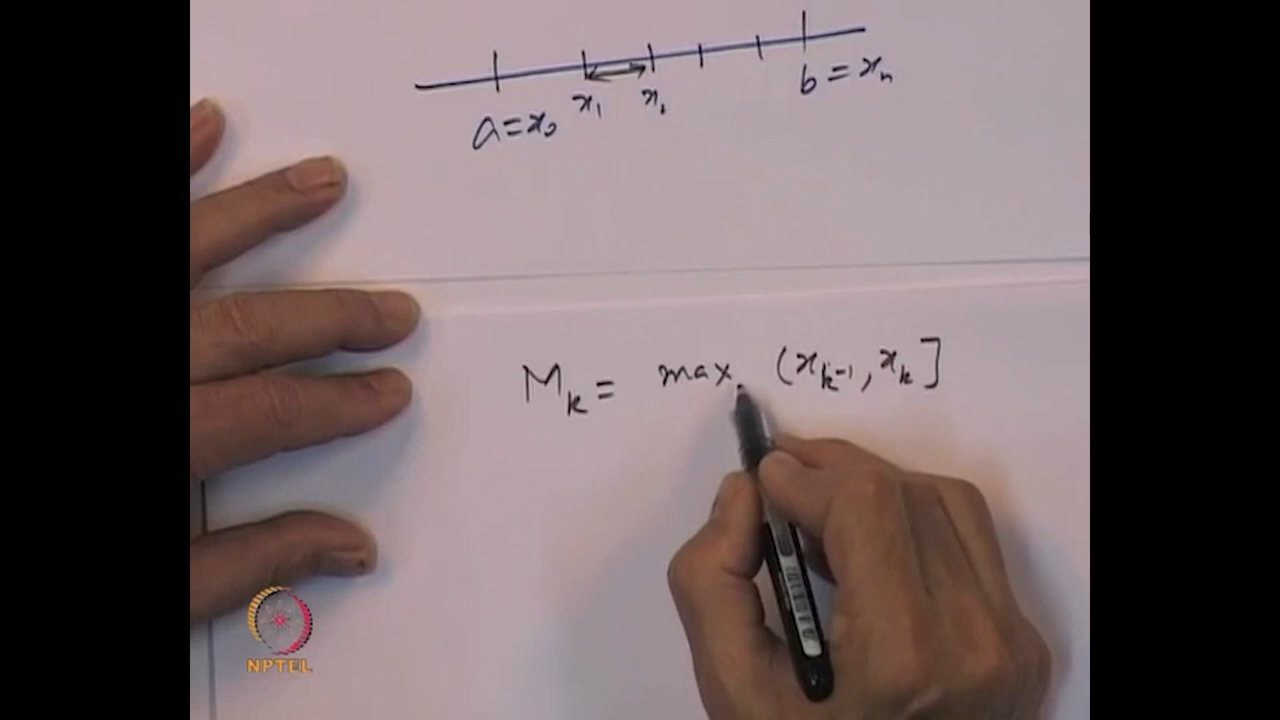 a = x₀ x₁ x₂ b = xₙ
Mₖ = max (xₖ₋₁, xₖ]
NPTEL